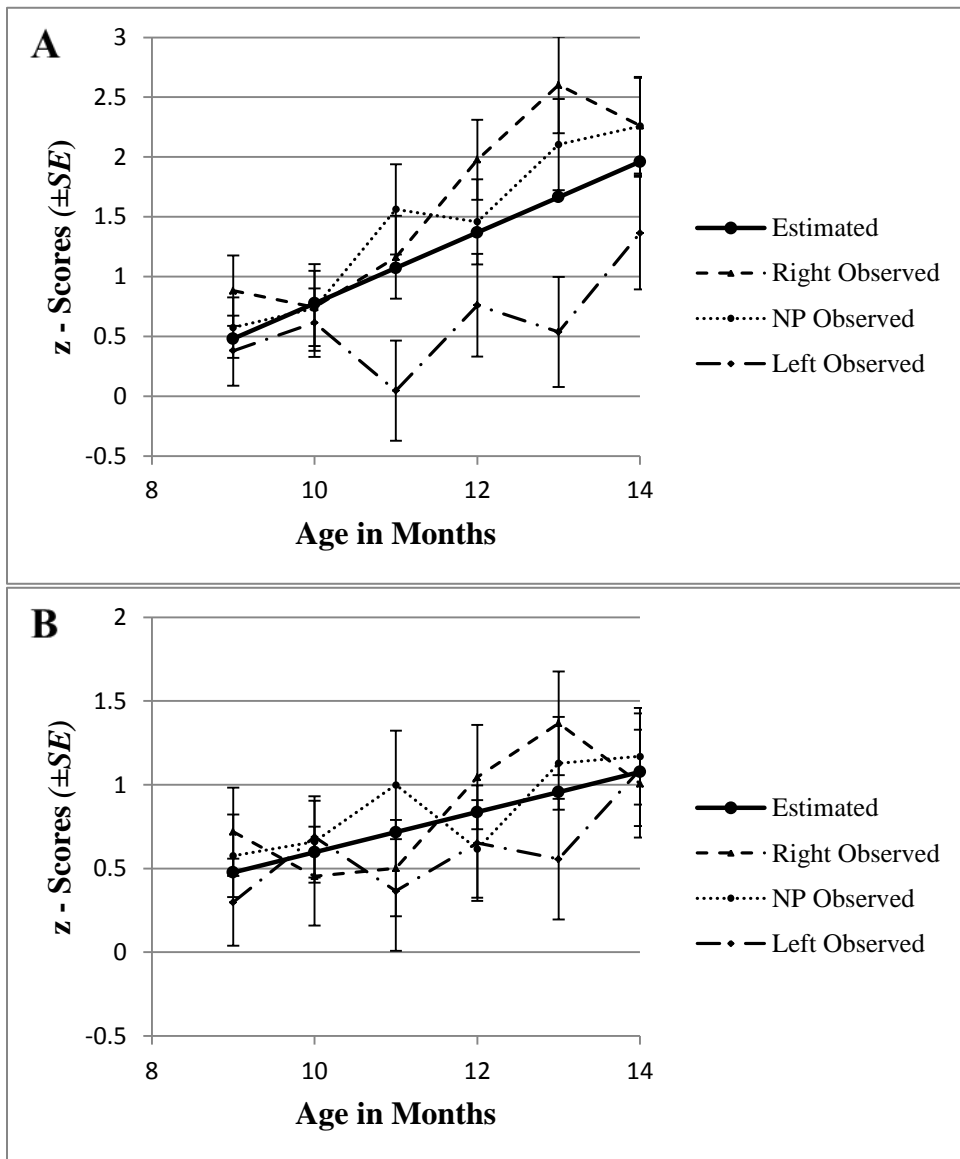 A
3
2.5
2
1.5
1
0.5
0
-0.5
z - Scores (±SE)
8
10
12
14
Age in Months
Estimated
Right Observed
NP Observed
Left Observed
B
2
1.5
1
0.5
0
-0.5
z - Scores (±SE)
8
10
12
14
Age in Months
Estimated
Right Observed
NP Observed
Left Observed